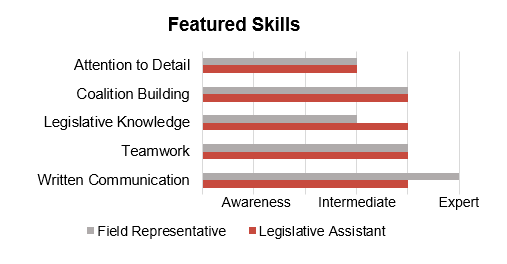 Featured Skills
Attention to Detail
Coalition Building
Legislative Knowledge
Teamwork
Written Communication
Awareness Intermediate Expert
Field Representative Legislative Assistant